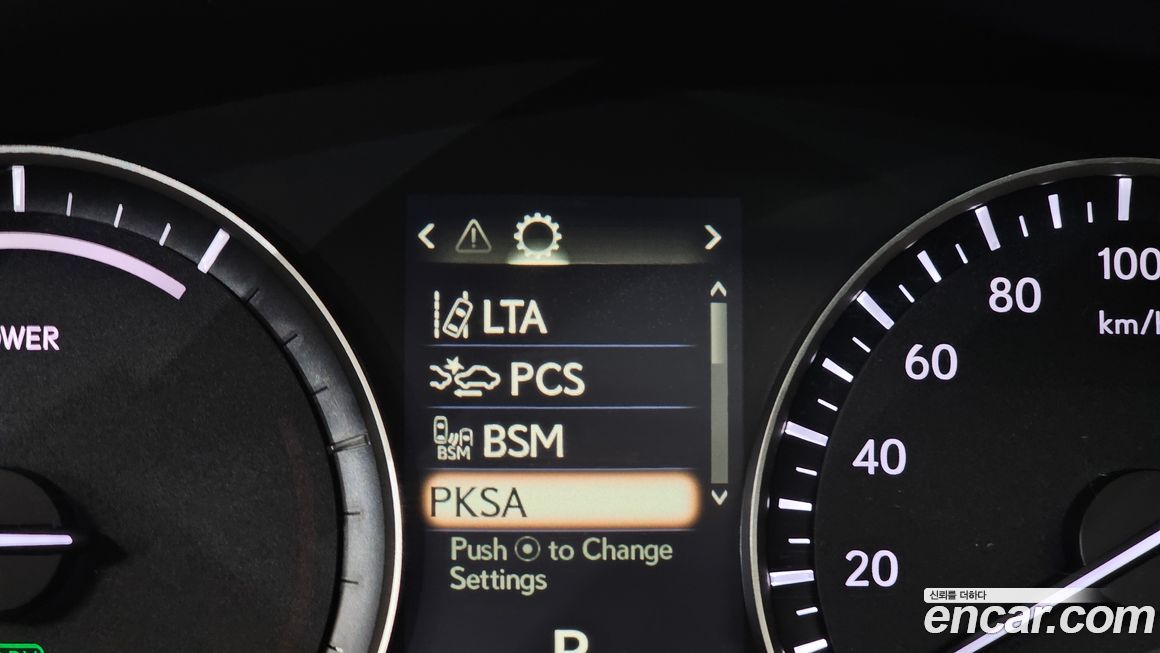 LTA
PCS
BSM
BSM
PKSA
Push to Change
Settings
P
100
km/h
80
60
40
20
신뢰를 더하다
encar.com